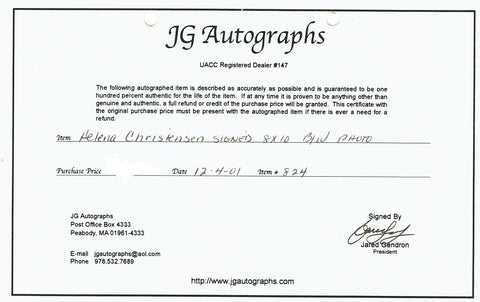 JG Autographs
UACC Registered Dealer #147
The following autographed item is described as accurately as possible and is guaranteed to be one
hundred percent authentic for the life of the item. If at any time it is proven to be anything other than
genuine and authentic, a full refund or credit of the purchase price will be granted. This certificate with
the original purchase price must be present with the autographed item if there is ever a need for a
refund.
Item Helena Christensen SIGNED 8X10 B/W PHOTO
Purchase Price Date 12-4-01 Item # 824
JG Autographs
Post Office Box 4333
Peabody, MA 01961-4333
Signed By
Jared Gendron
President
E-mail jgautographs@aol.com
Phone 978.532.7689
http://www.jgautographs.com